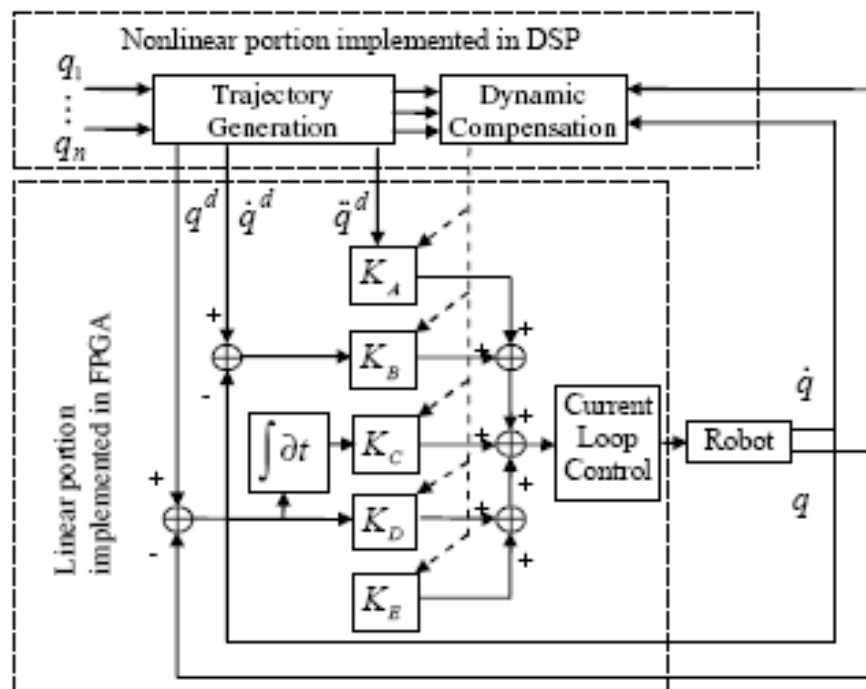 Nonlinear portion implemented in DSP
q₁
⋮
qₙ
Trajectory
Generation
Dynamic
Compensation
q^d
q̇^d
q̈^d
K_A
+
+
+
K_B
+
-
q̇
Linear portion
implemented in FPGA
∫∂t
K_C
+
+
Current
Loop
Control
Robot
+
+
q
K_D
+
-
+
K_E